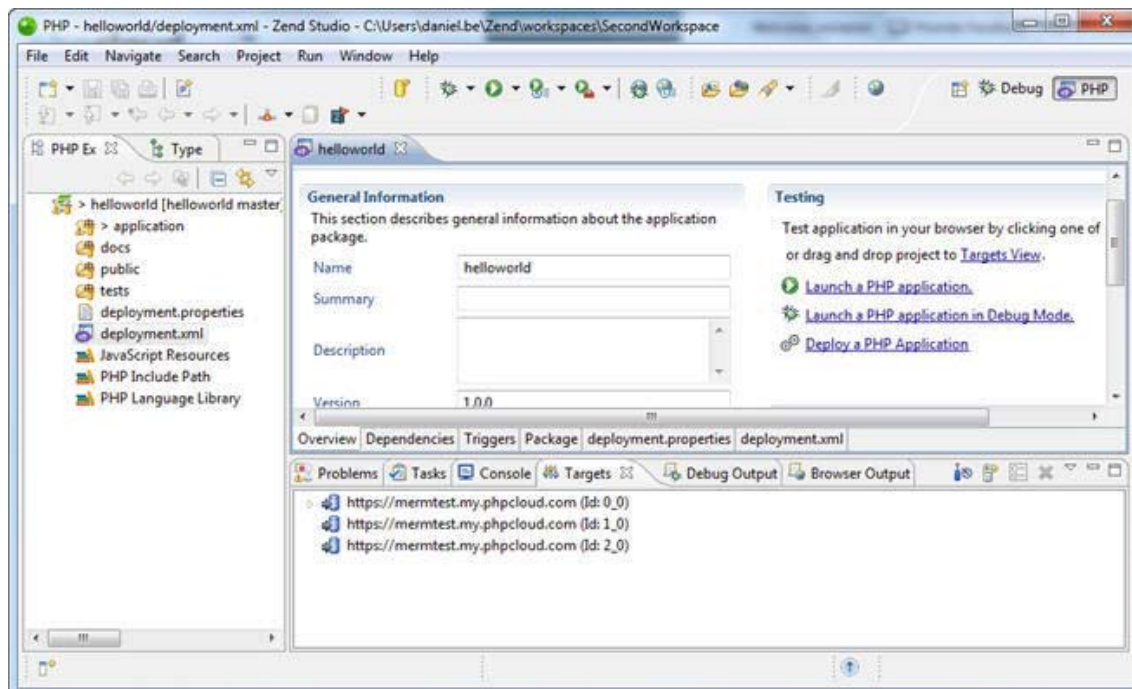 PHP - helloworld/deployment.xml - Zend Studio - C:\Users\daniel.be\Zend\workspaces\SecondWorkspace
File Edit Navigate Search Project Run Window Help
Debug PHP
PHP Ex Type
> helloworld [helloworld master]
> application
docs
public
tests
deployment.properties
deployment.xml
JavaScript Resources
PHP Include Path
PHP Language Library
helloworld
General Information
This section describes general information about the application
package.
Name helloworld
Summary
Description
Version 1.0.0
Testing
Test application in your browser by clicking one of
or drag and drop project to Targets View.
Launch a PHP application.
Launch a PHP application in Debug Mode.
Deploy a PHP Application
Overview Dependencies Triggers Package deployment.properties deployment.xml
Problems Tasks Console Targets Debug Output Browser Output
https://mermtest.my.phpcloud.com (Id: 0_0)
https://mermtest.my.phpcloud.com (Id: 1_0)
https://mermtest.my.phpcloud.com (Id: 2_0)